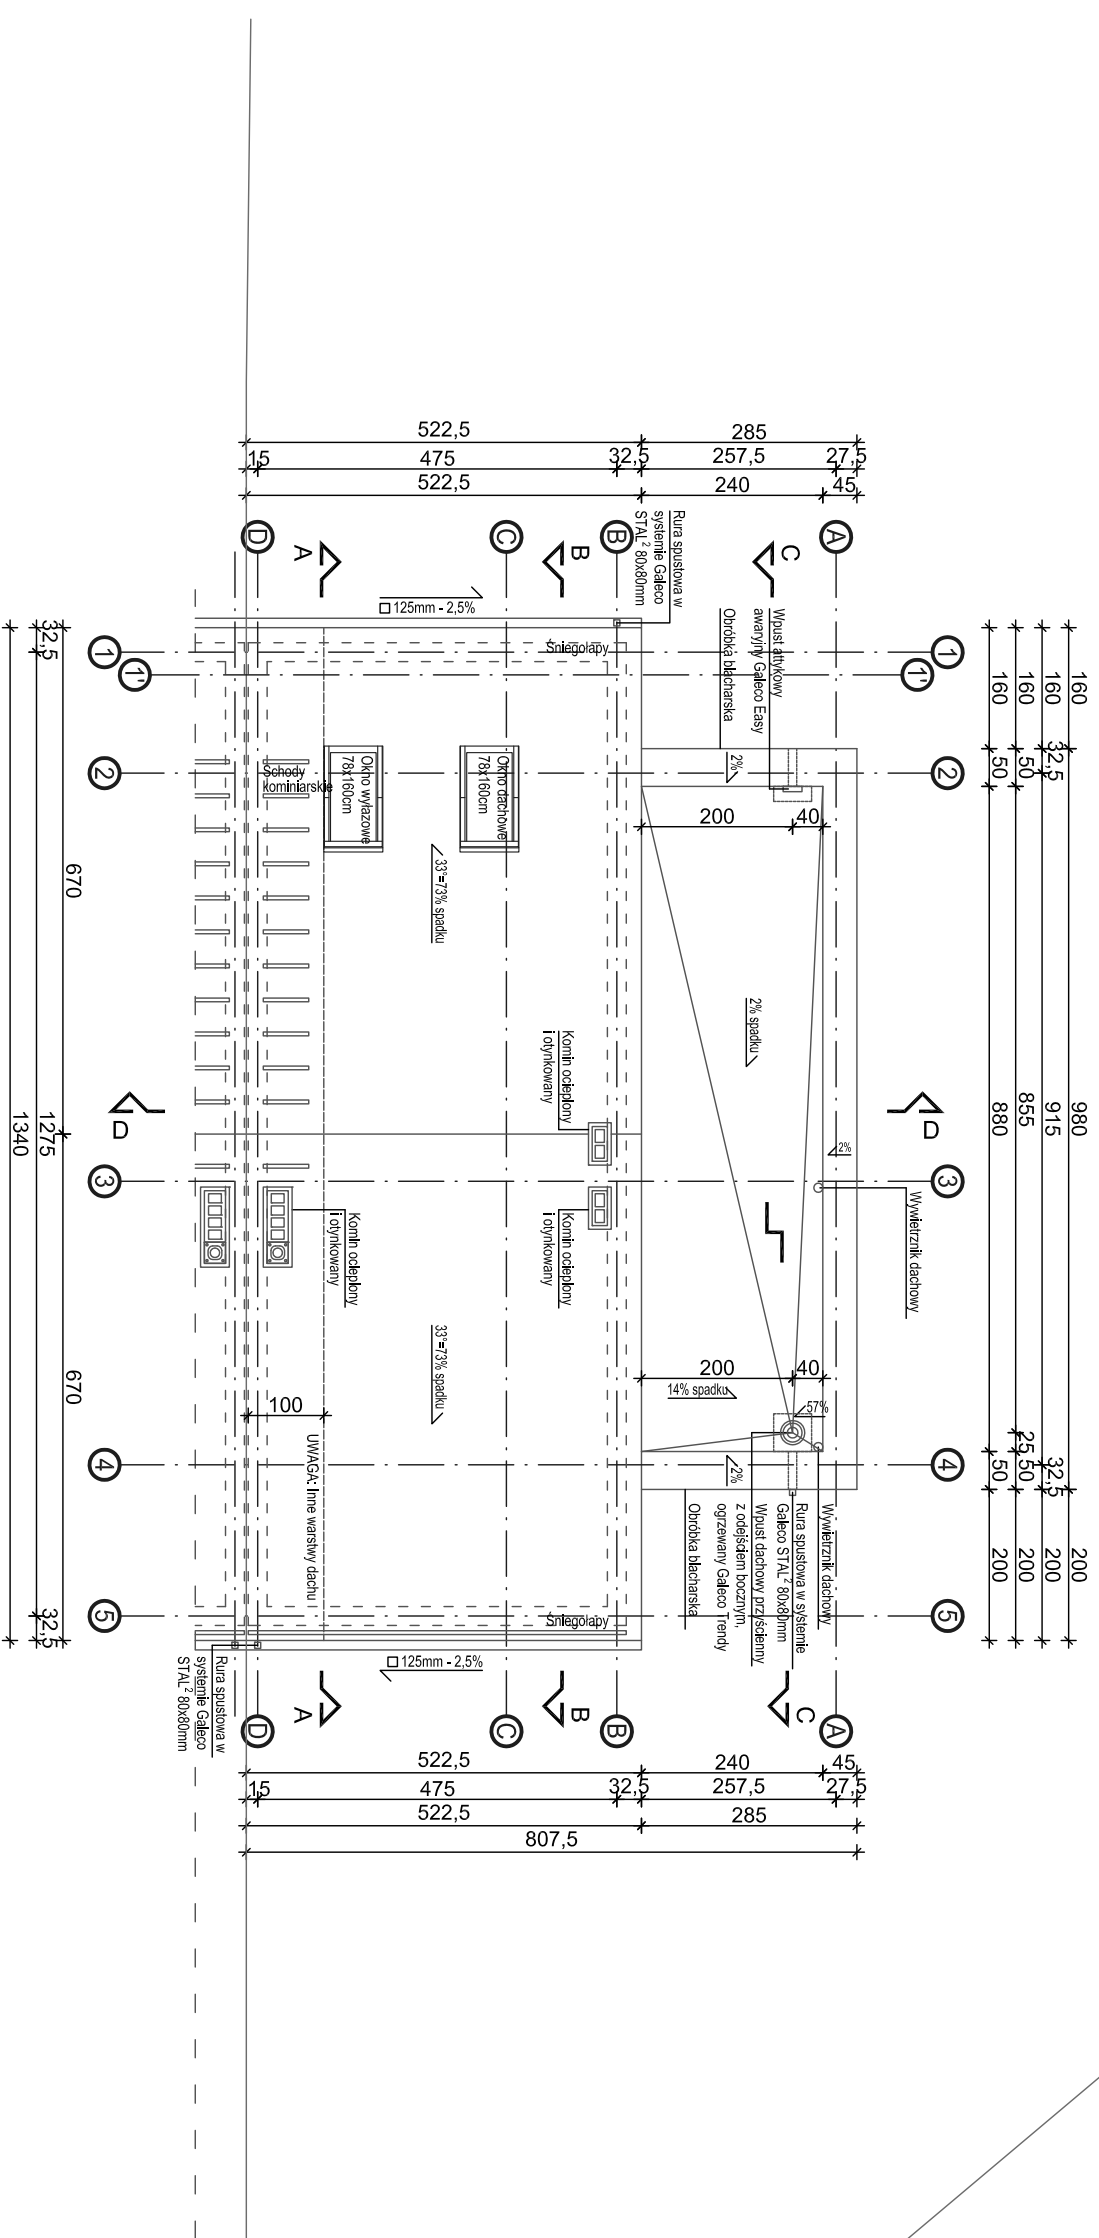 980
160
200
915
160
32,5
32,5
200
855
160
50
25
50
200
880
160
50
50
200
1
1'
2
3
4
5
D
D
285
522,5
27,5
257,5
32,5
475
15
45
240
522,5
A
B
C
D
C
B
A
Rura spustowa w
systemie Galeco
STAL² 80x80mm
Wpust attykowy
awaryjny Galeco Easy
Obróbka blacharska
2%
200
40
2% spadku
2%
Wywietrznik dachowy
200
40
14% spadku
57%
2%
Wywietrznik dachowy
Rura spustowa w systemie
Galeco STAL² 80x80mm
Wpust dachowy przyścienny
z odejściem bocznym,
ogrzewany Galeco Trendy
Obróbka blacharska
□ 125mm - 2,5%
Śniegołapy
Okno dachowe
78x160cm
Okno wyłazowe
78x160cm
Schody
kominiarskie
33°=73% spadku
Komin ocieplony
i otynkowany
Komin ocieplony
i otynkowany
Komin ocieplony
i otynkowany
33°=73% spadku
100
UWAGA: Inne warstwy dachu
Śniegołapy
□ 125mm - 2,5%
Rura spustowa w
systemie Galeco
STAL² 80x80mm
A
B
C
D
C
B
A
45
240
522,5
27,5
257,5
32,5
475
15
285
522,5
807,5
1
1'
2
3
4
5
670
670
32,5
1275
32,5
1340